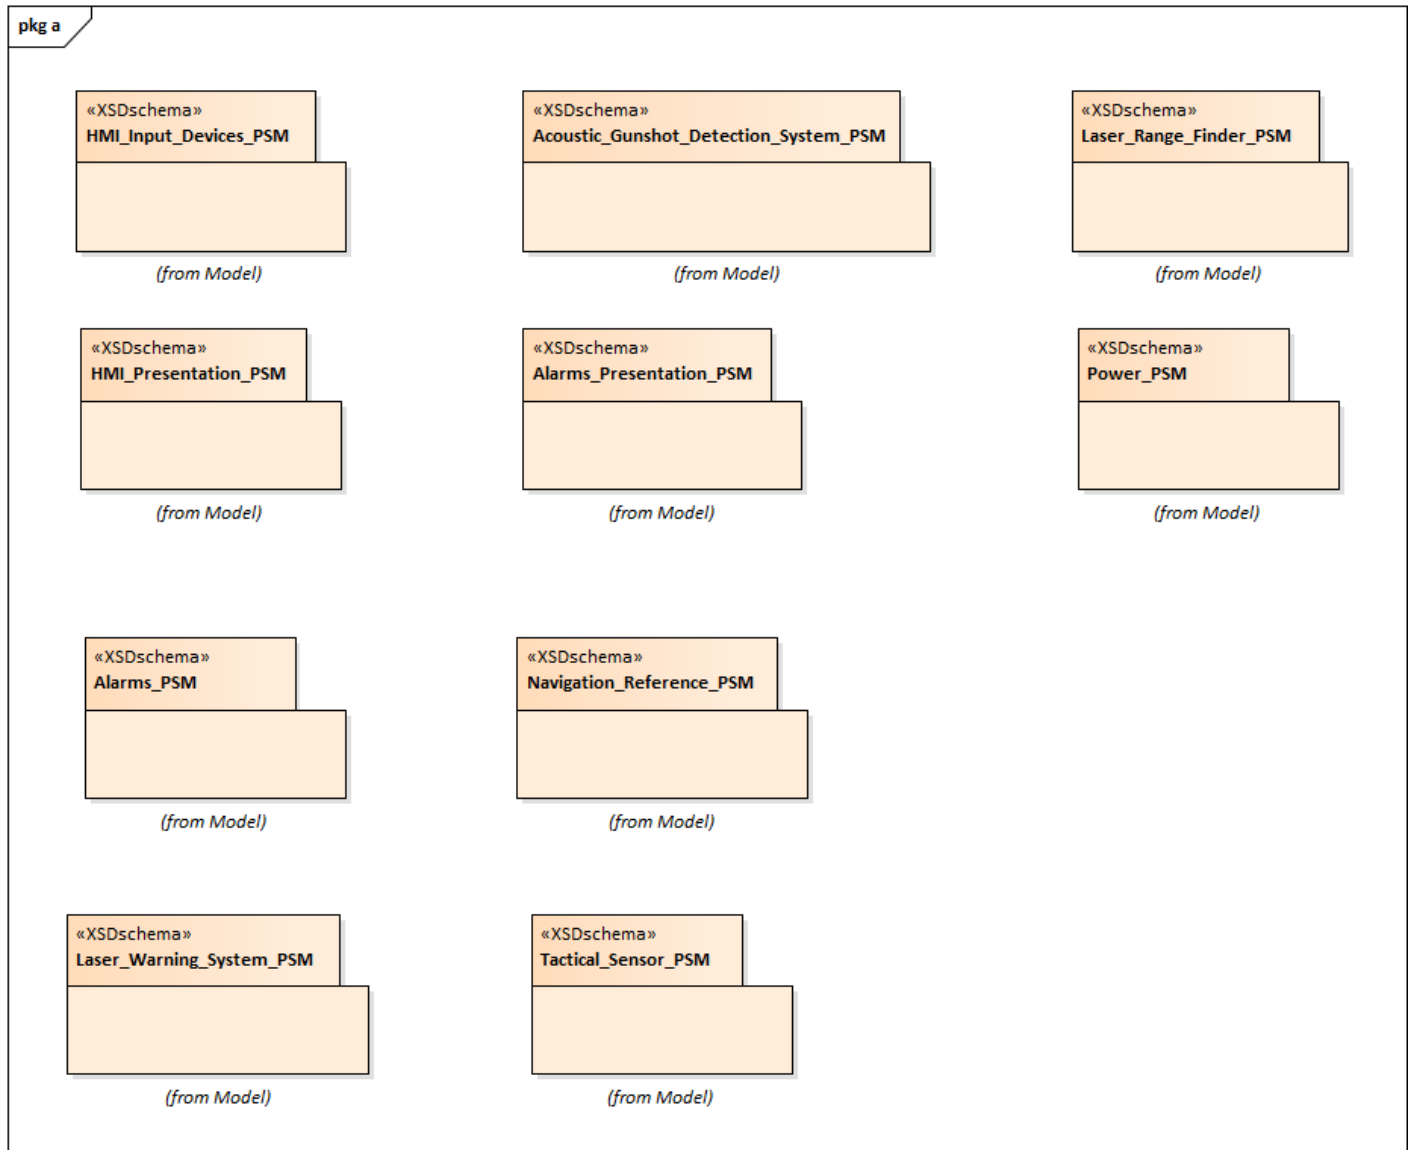 pkg a
«XSDschema»
HMI_Input_Devices_PSM
(from Model)
«XSDschema»
Acoustic_Gunshot_Detection_System_PSM
(from Model)
«XSDschema»
Laser_Range_Finder_PSM
(from Model)
«XSDschema»
HMI_Presentation_PSM
(from Model)
«XSDschema»
Alarms_Presentation_PSM
(from Model)
«XSDschema»
Power_PSM
(from Model)
«XSDschema»
Alarms_PSM
(from Model)
«XSDschema»
Navigation_Reference_PSM
(from Model)
«XSDschema»
Laser_Warning_System_PSM
(from Model)
«XSDschema»
Tactical_Sensor_PSM
(from Model)